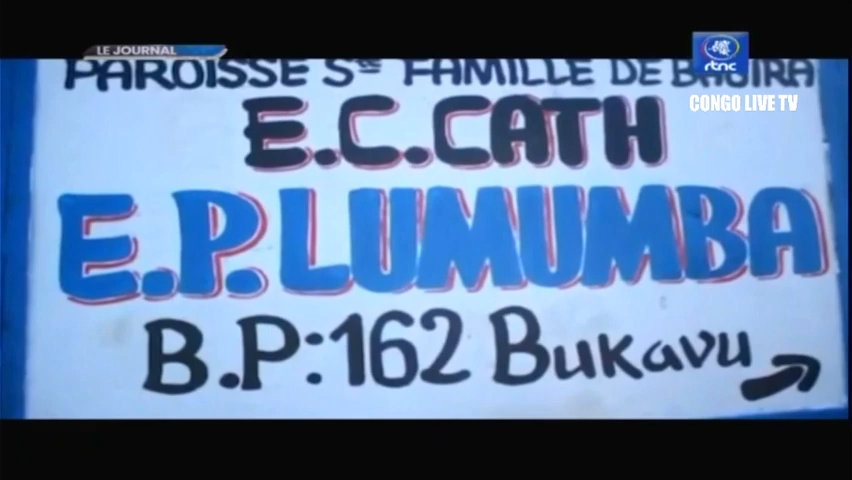 LE JOURNAL
rtnc
CONGO LIVE TV
PAROISSE Ste FAMILLE DE BAGIRA
E.C.CATH
E.P. LUMUMBA
B.P:162 Bukavu